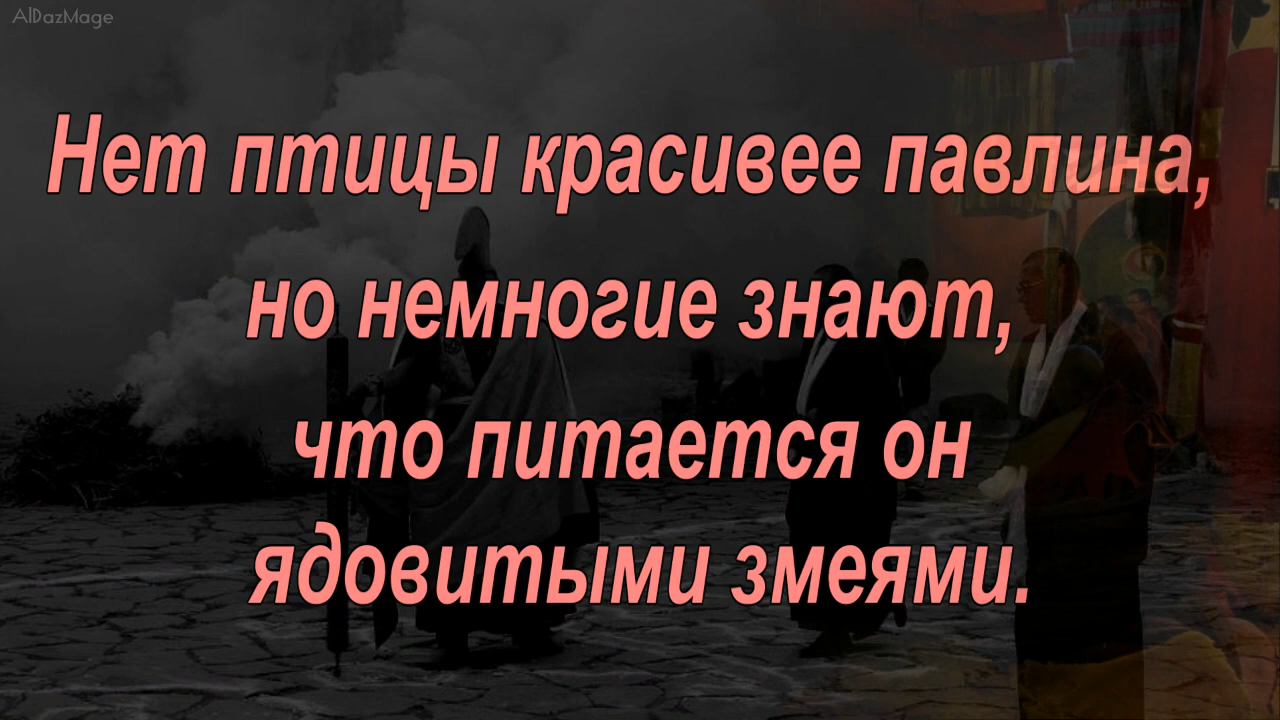 AlDazMage
Нет птицы красивее павлина,
но немногие знают,
что питается он
ядовитыми змеями.